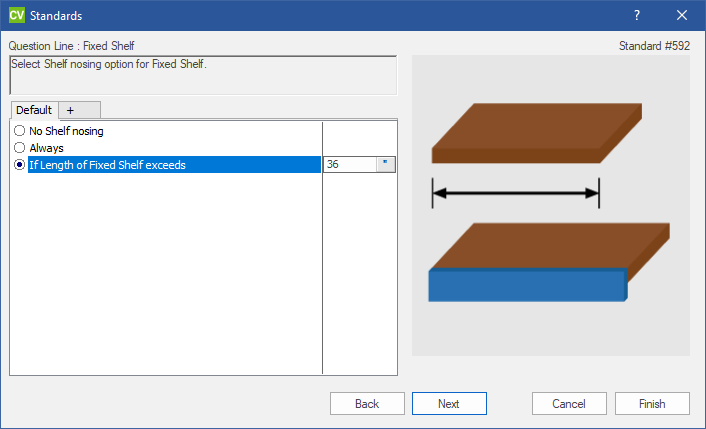 CV Standards ?
Question Line : Fixed Shelf Standard #592
Select Shelf nosing option for Fixed Shelf.
Default +
No Shelf nosing
Always
If Length of Fixed Shelf exceeds 36 "
Back Next Cancel Finish